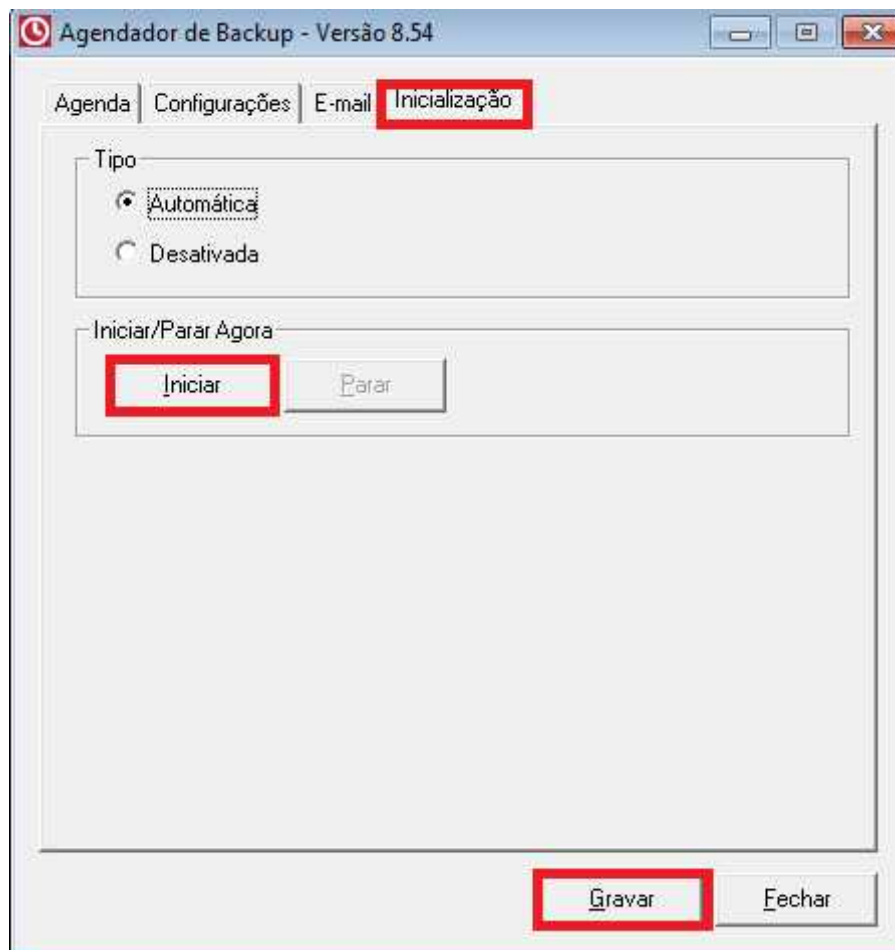 Agendador de Backup - Versão 8.54
Agenda Configurações E-mail Inicialização
Tipo
Automática
Desativada
Iniciar/Parar Agora
Iniciar Parar
Gravar Fechar